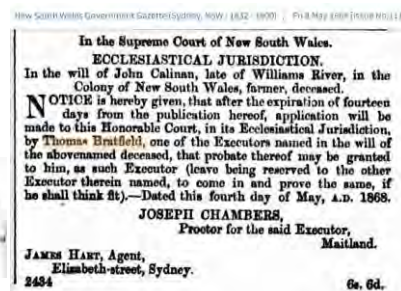 New South Wales Government Gazette (Sydney, NSW : 1832 - 1900) Fri 8 May 1868 [Issue No.11
In the Supreme Court of New South Wales.
ECCLESIASTICAL JURISDICTION.
In the will of John Calinan, late of Williams River, in the
Colony of New South Wales, farmer, deceased.
NOTICE is hereby given, that after the expiration of fourteen
days from the publication hereof, application will be
made to this Honorable Court, in its Ecclesiastical Jurisdiction,
by Thomas Bratfield, one of the Executors named in the will of
the abovenamed deceased, that probate thereof may be granted
to him, as such Executor (leave being reserved to the other
Executor therein named, to come in and prove the same, if
he shall think fit).—Dated this fourth day of May, A.D. 1868.
JOSEPH CHAMBERS,
Proctor for the said Executor,
Maitland.
JAMES HART, Agent,
Elizabeth-street, Sydney.
2434 6s. 6d.